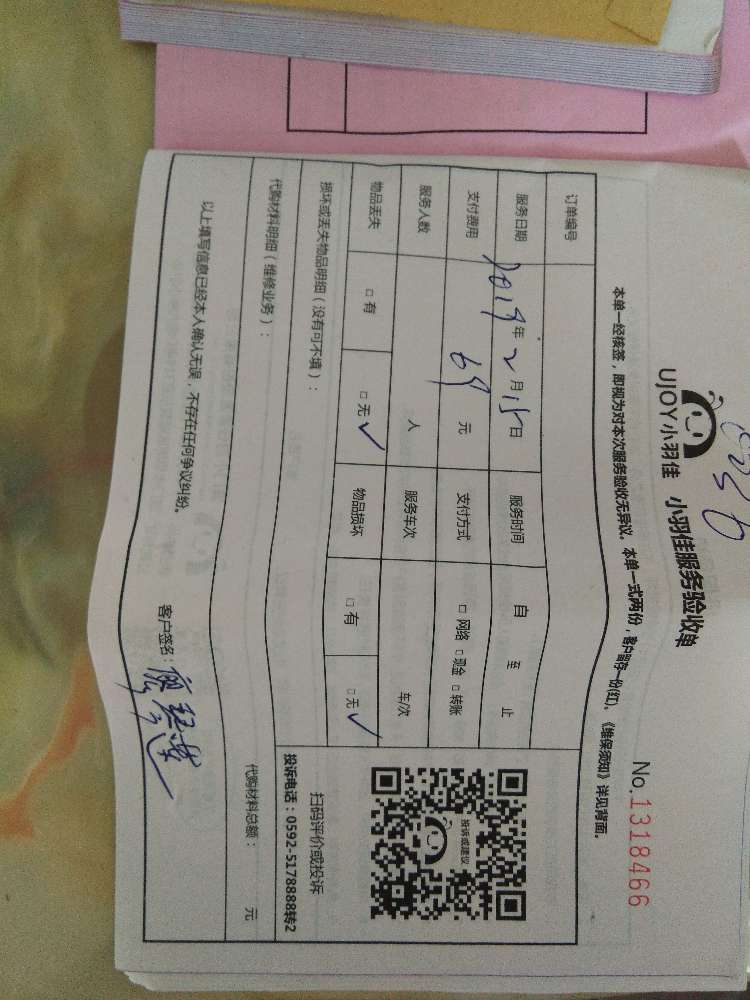 UJOY小羽佳 小羽佳服务验收单
No.1318466
本单一经核签，即视为对本次服务验收无异议。本单一式两份，客户留存一份(红)。《维保须知》详见背面。
订单编号
服务日期 2019年2月15日 服务时间 自 至 止
支付费用 69元 支付方式 □ 网络 □ 现金 □ 转账
服务人数 人 服务车次 车/次
物品丢失 □ 有 □ 无 ✓ 物品损坏 □ 有 □ 无 ✓
损坏或丢失物品明细（没有可不填）：
投诉或建议
扫码评价或投诉
投诉电话：0592-5178888转2
代购材料明细（维修业务）： 代购材料总额： 元
以上填写信息已经本人确认无误，不存在任何争议纠纷。 客户签名：